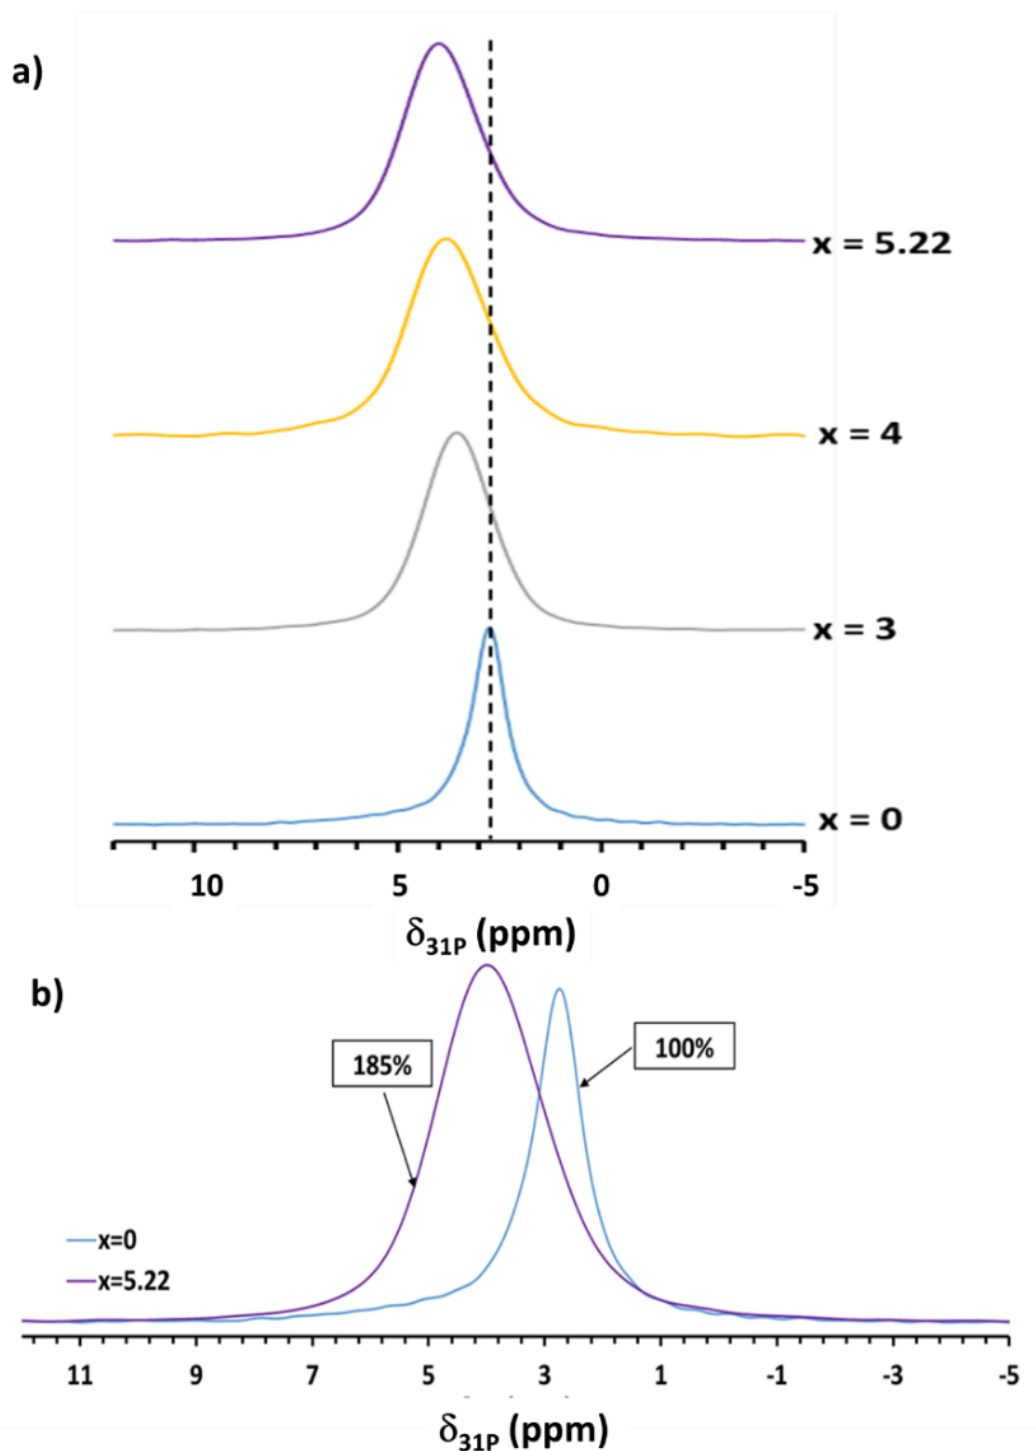 a)
x = 5.22
x = 4
x = 3
x = 0
10 5 0 -5
δ31P (ppm)
b)
185%
100%
x=0
x=5.22
11 9 7 5 3 1 -1 -3 -5
δ31P (ppm)